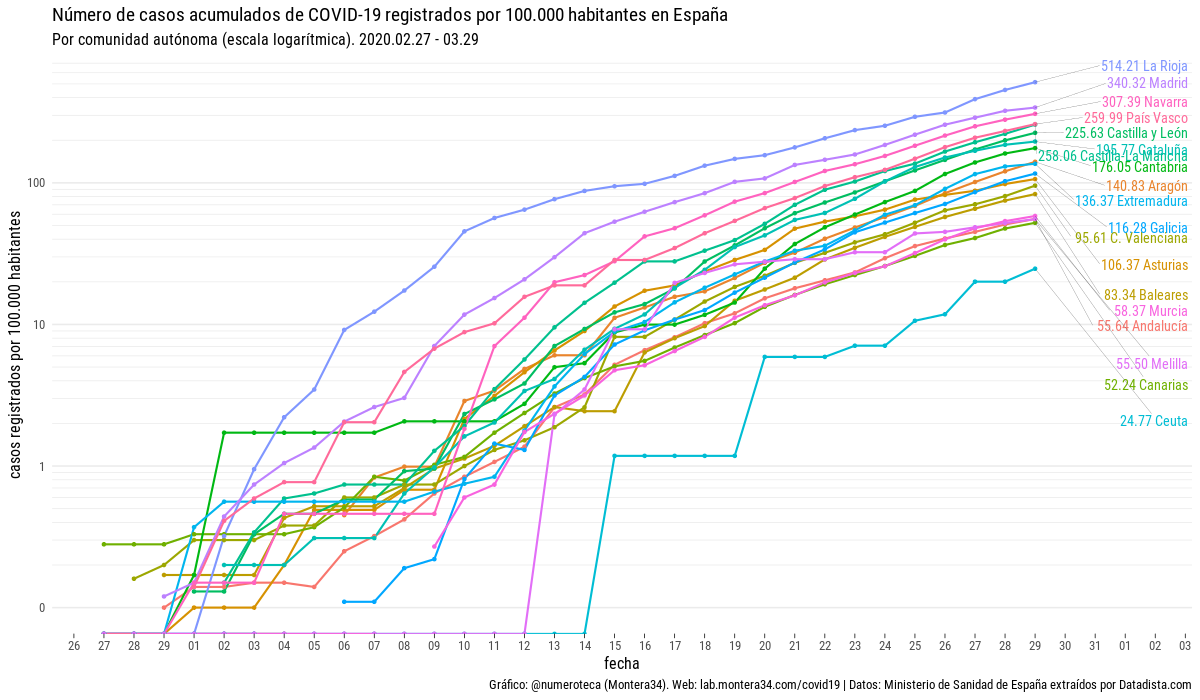 Número de casos acumulados de COVID-19 registrados por 100.000 habitantes en España
Por comunidad autónoma (escala logarítmica). 2020.02.27 - 03.29
514.21 La Rioja
340.32 Madrid
307.39 Navarra
259.99 País Vasco
225.63 Castilla y León
195.77 Cataluña
258.06 Castilla-La Mancha
176.05 Cantabria
140.83 Aragón
136.37 Extremadura
116.28 Galicia
95.61 C. Valenciana
106.37 Asturias
83.34 Baleares
58.37 Murcia
55.64 Andalucía
55.50 Melilla
52.24 Canarias
24.77 Ceuta
casos registrados por 100.000 habitantes
100
10
1
0
26 27 28 29 01 02 03 04 05 06 07 08 09 10 11 12 13 14 15 16 17 18 19 20 21 22 23 24 25 26 27 28 29 30 31 01 02 03
fecha
Gráfico: @numeroteca (Montera34). Web: lab.montera34.com/covid19 | Datos: Ministerio de Sanidad de España extraídos por Datadista.com